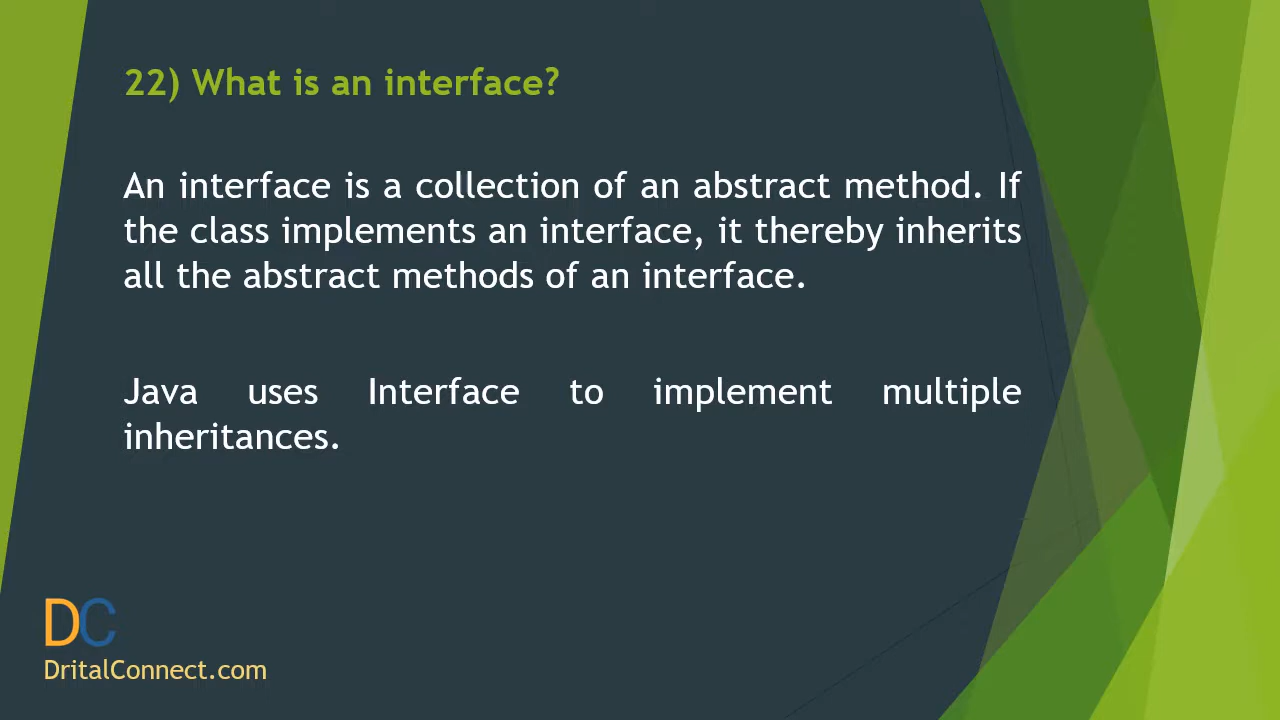 22) What is an interface?
An interface is a collection of an abstract method. If
the class implements an interface, it thereby inherits
all the abstract methods of an interface.
Java uses Interface to implement multiple
inheritances.
DC
DritalConnect.com